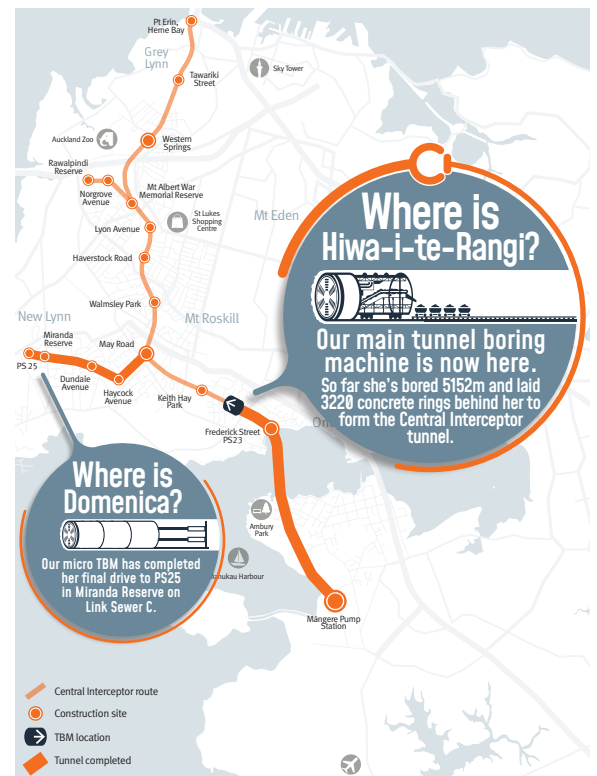 Pt Erin,
Herne Bay
Grey
Lynn
Tawariki
Street
Sky Tower
Auckland Zoo
Western
Springs
Rawalpindi
Reserve
Norgrove
Avenue
Mt Albert War
Memorial Reserve
Lyon Avenue
St Lukes
Shopping
Centre
Mt Eden
Haverstock Road
Walmsley Park
New Lynn
Mt Roskill
Miranda
Reserve
May Road
PS 25
Dundale
Avenue
Haycock
Avenue
Keith Hay
Park
Frederick Street
PS23
Where is
Hiwa-i-te-Rangi?
Our main tunnel boring
machine is now here.
So far she's bored 5152m and laid
3220 concrete rings behind her to
form the Central Interceptor
tunnel.
Where is
Domenica?
Our micro TBM has completed
her final drive to PS25
in Miranda Reserve on
Link Sewer C.
Ambury
Park
Harbour
Māngere Pump
Station
Central Interceptor route
Construction site
TBM location
Tunnel completed